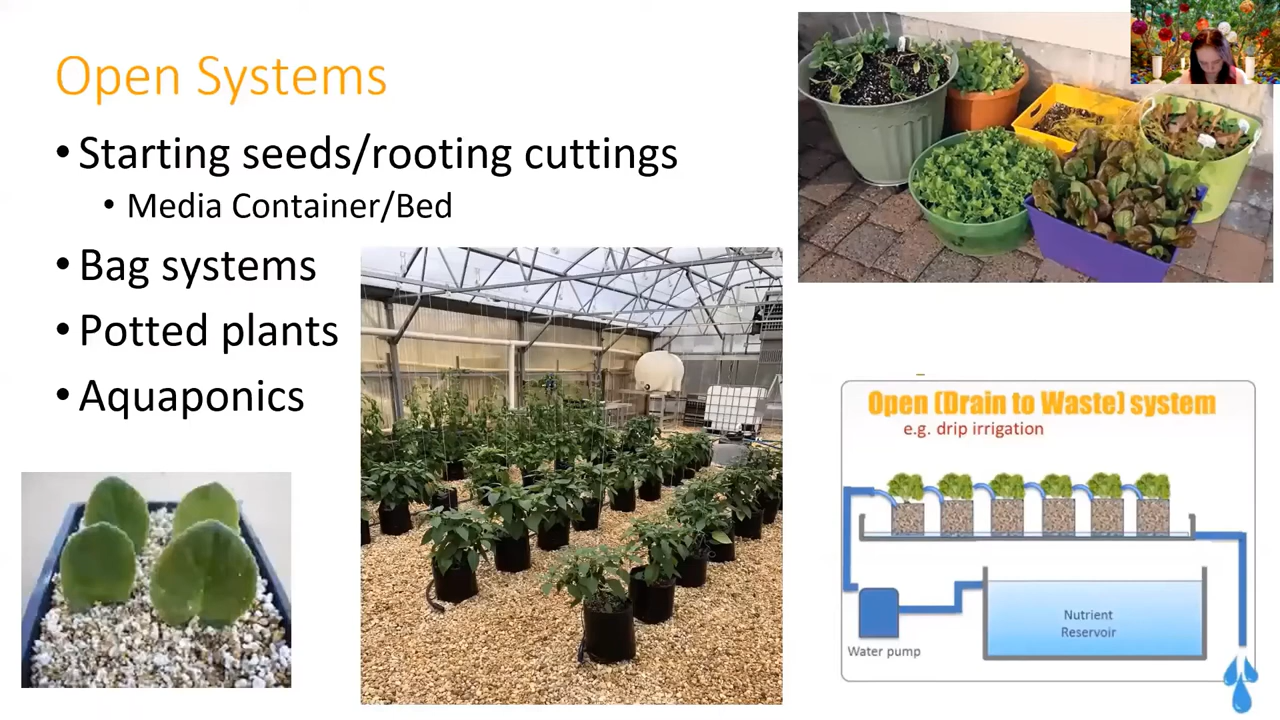 Open Systems
• Starting seeds/rooting cuttings
• Media Container/Bed
• Bag systems
• Potted plants
• Aquaponics
Open (Drain to Waste) system
e.g. drip irrigation
Nutrient
Reservoir
Water pump